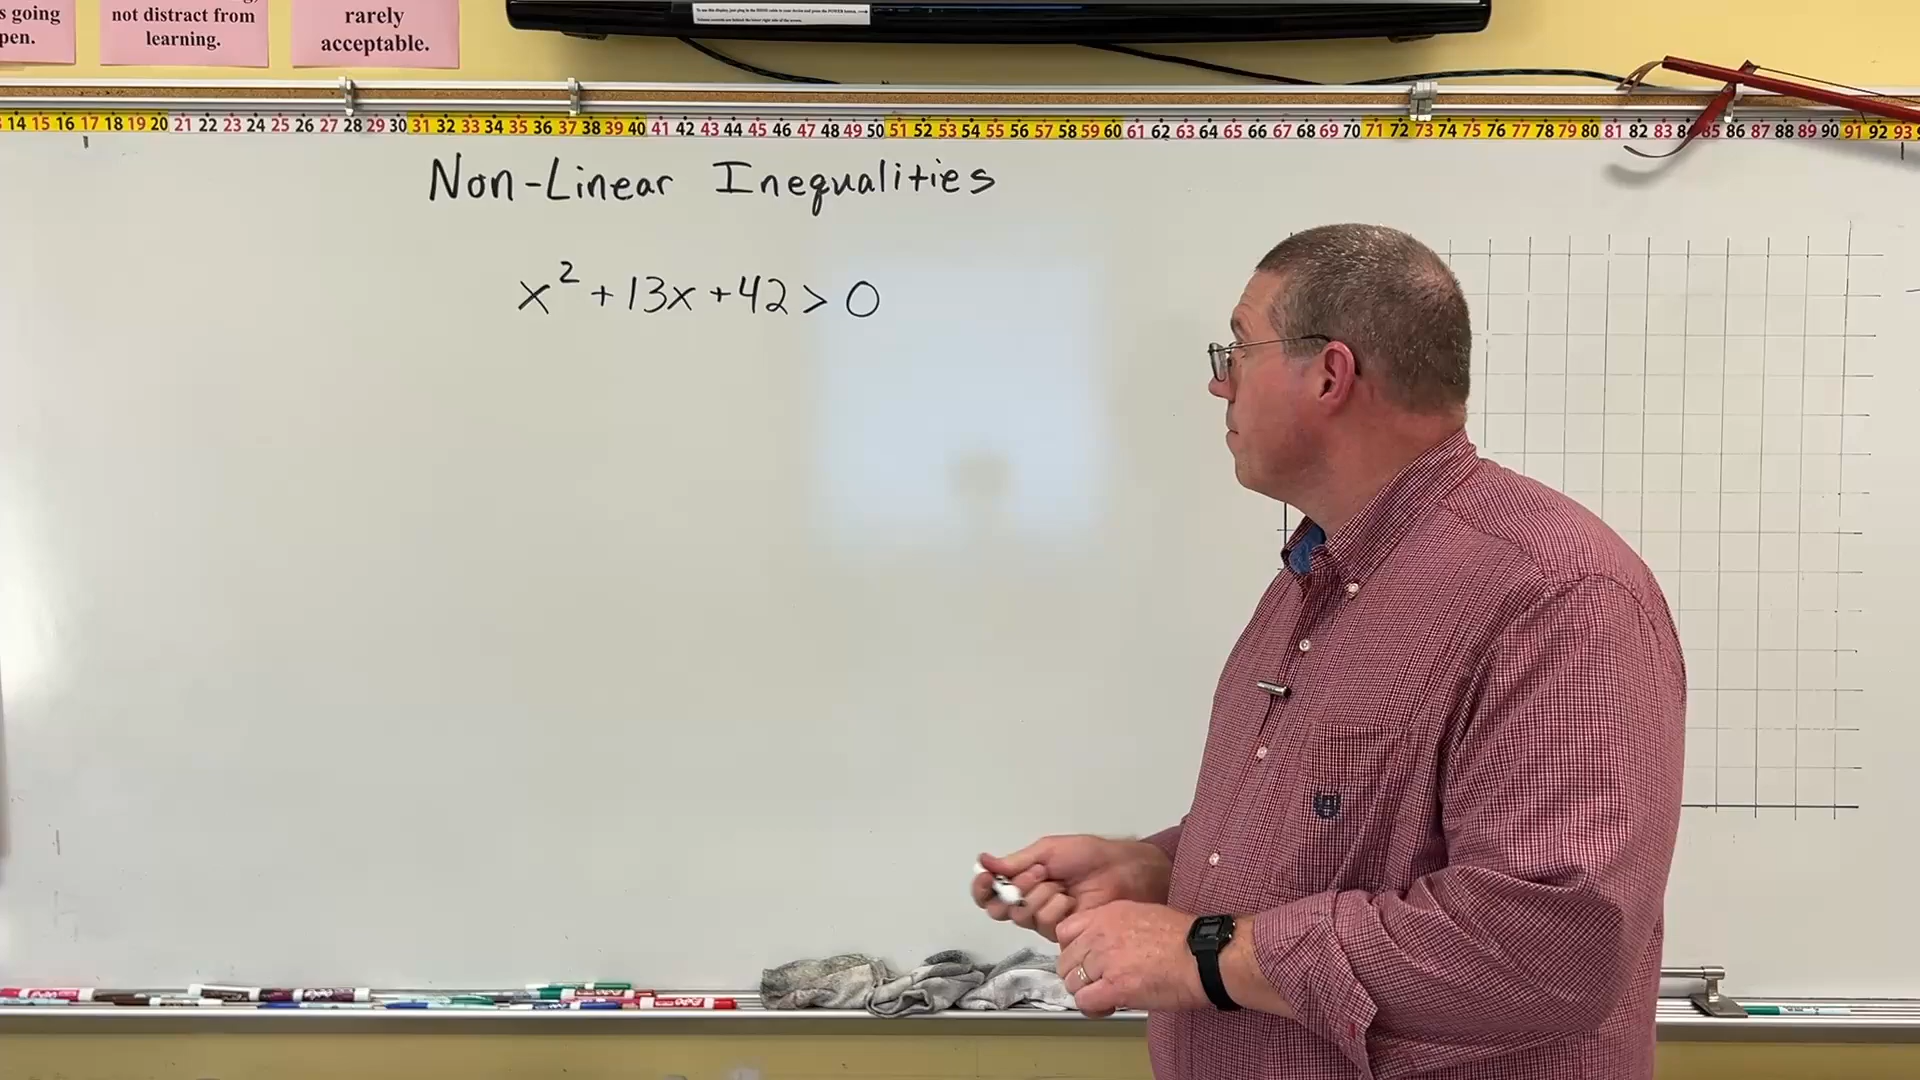 s going
pen.
not distract from
learning.
rarely
acceptable.
14 15 16 17 18 19 20 21 22 23 24 25 26 27 28 29 30 31 32 33 34 35 36 37 38 39 40 41 42 43 44 45 46 47 48 49 50 51 52 53 54 55 56 57 58 59 60 61 62 63 64 65 66 67 68 69 70 71 72 73 74 75 76 77 78 79 80 81 82 83 84 85 86 87 88 89 90 91 92 93
Non-Linear Inequalities
x² + 13x + 42 > 0